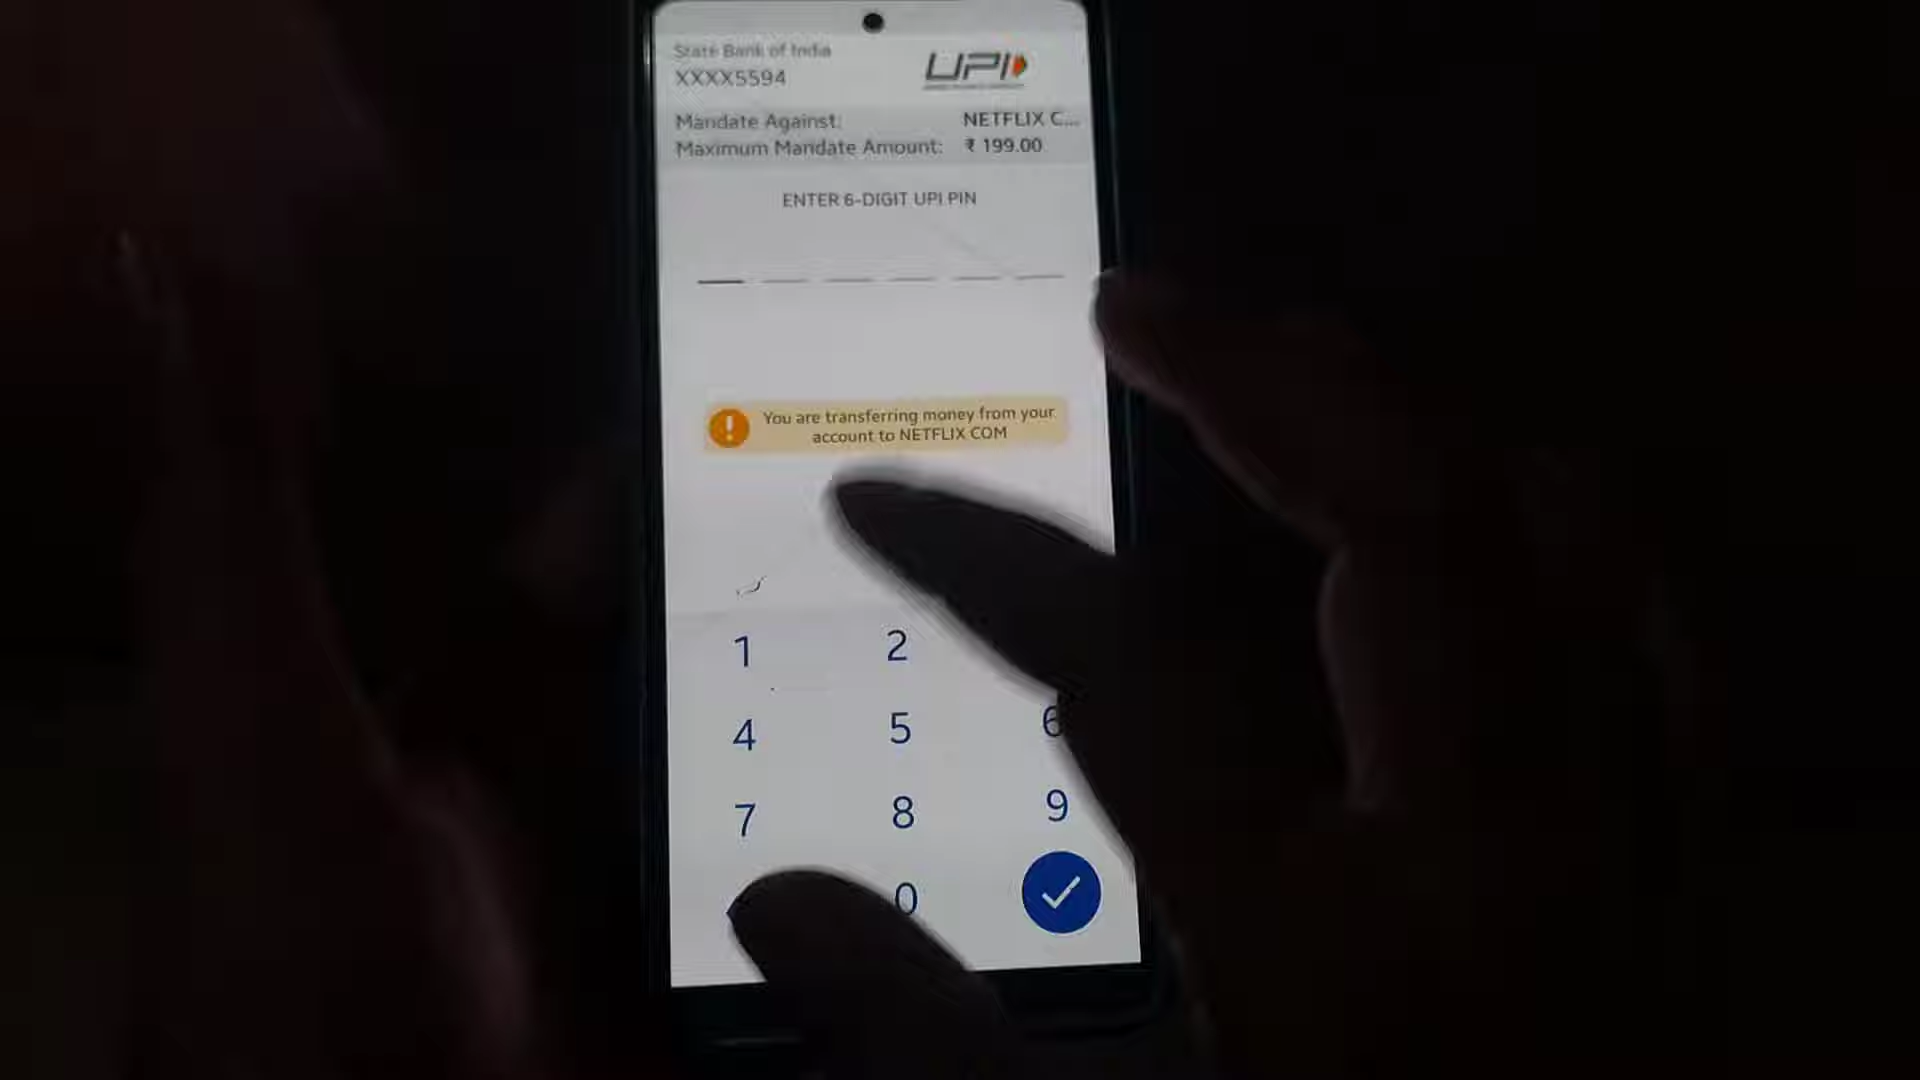 State Bank of India
XXXX5594
UPI
Mandate Against: NETFLIX C...
Maximum Mandate Amount: ₹ 199.00
ENTER 6-DIGIT UPI PIN
You are transferring money from your
account to NETFLIX COM
1 2
4 5 6
7 8 9
0